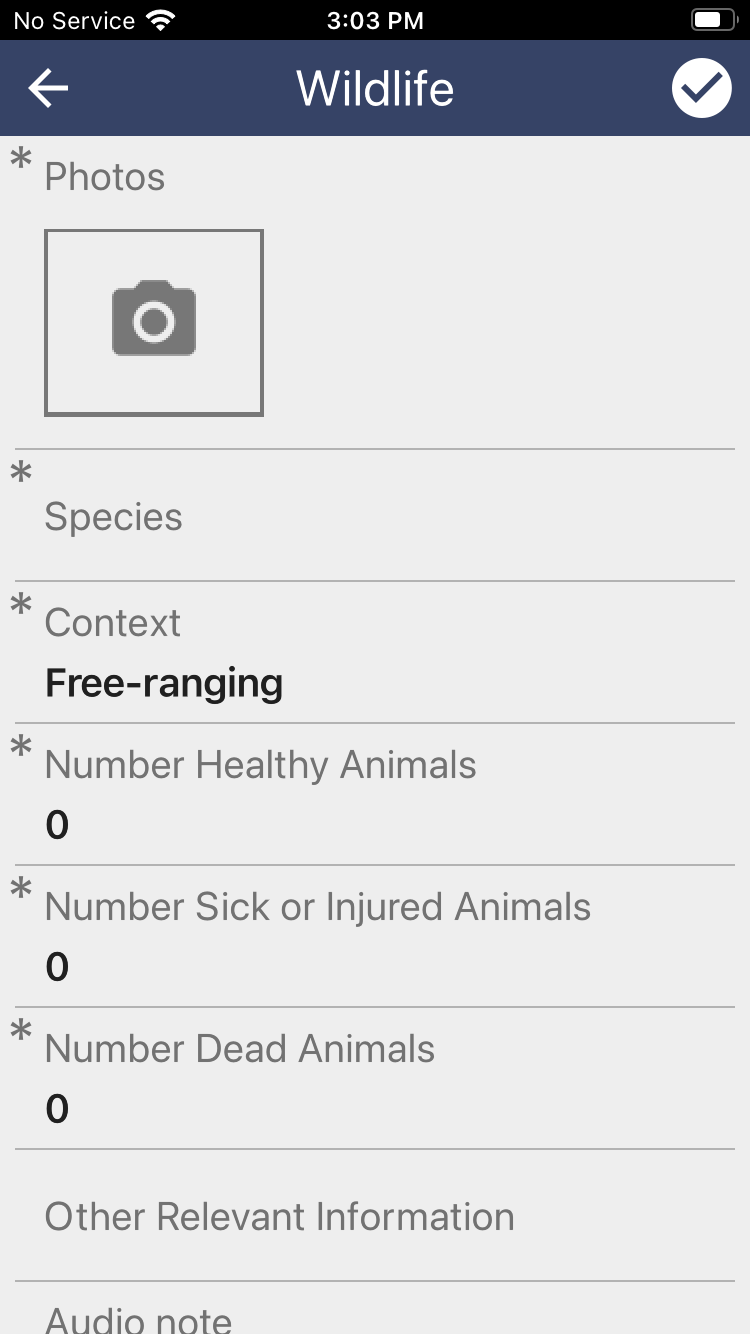 No Service 3:03 PM
Wildlife
* Photos
*
Species
* Context
Free-ranging
* Number Healthy Animals
0
* Number Sick or Injured Animals
0
* Number Dead Animals
0
Other Relevant Information
Audio note